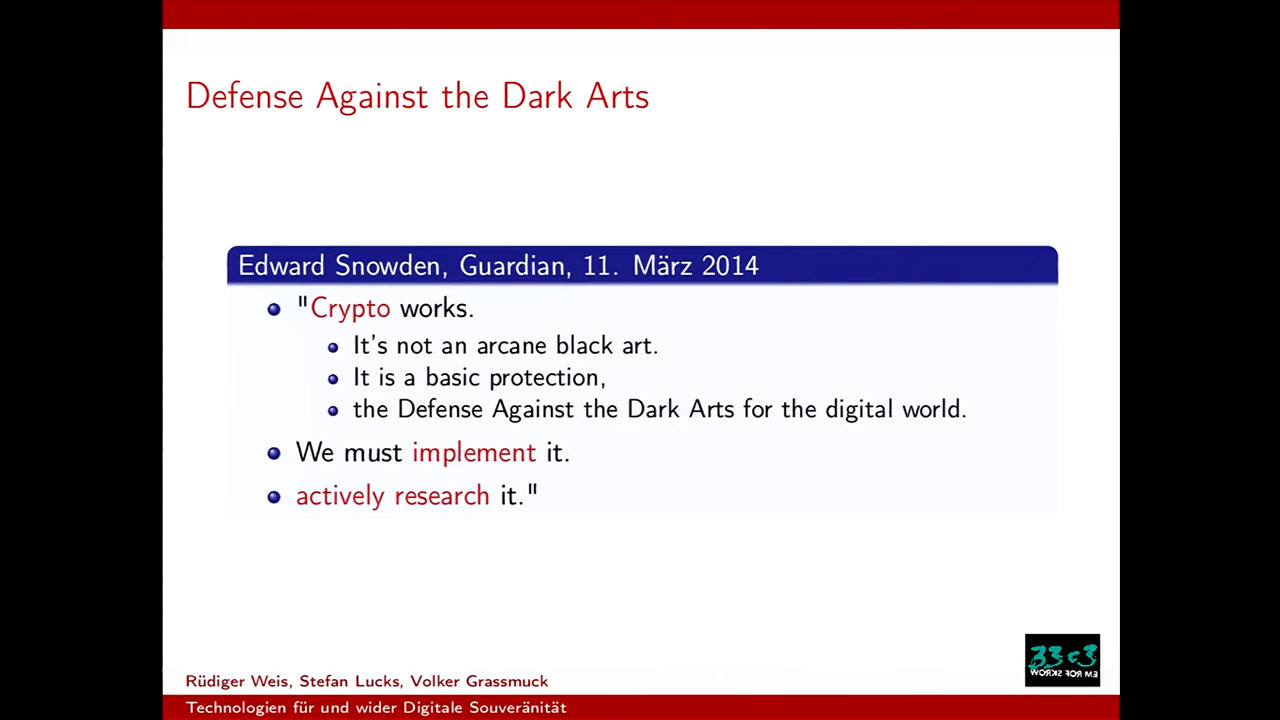 Defense Against the Dark Arts
Edward Snowden, Guardian, 11. März 2014
"Crypto works.
It's not an arcane black art.
It is a basic protection,
the Defense Against the Dark Arts for the digital world.
We must implement it.
actively research it."
33c3
WORKS FOR ME
Rüdiger Weis, Stefan Lucks, Volker Grassmuck
Technologien für und wider Digitale Souveränität